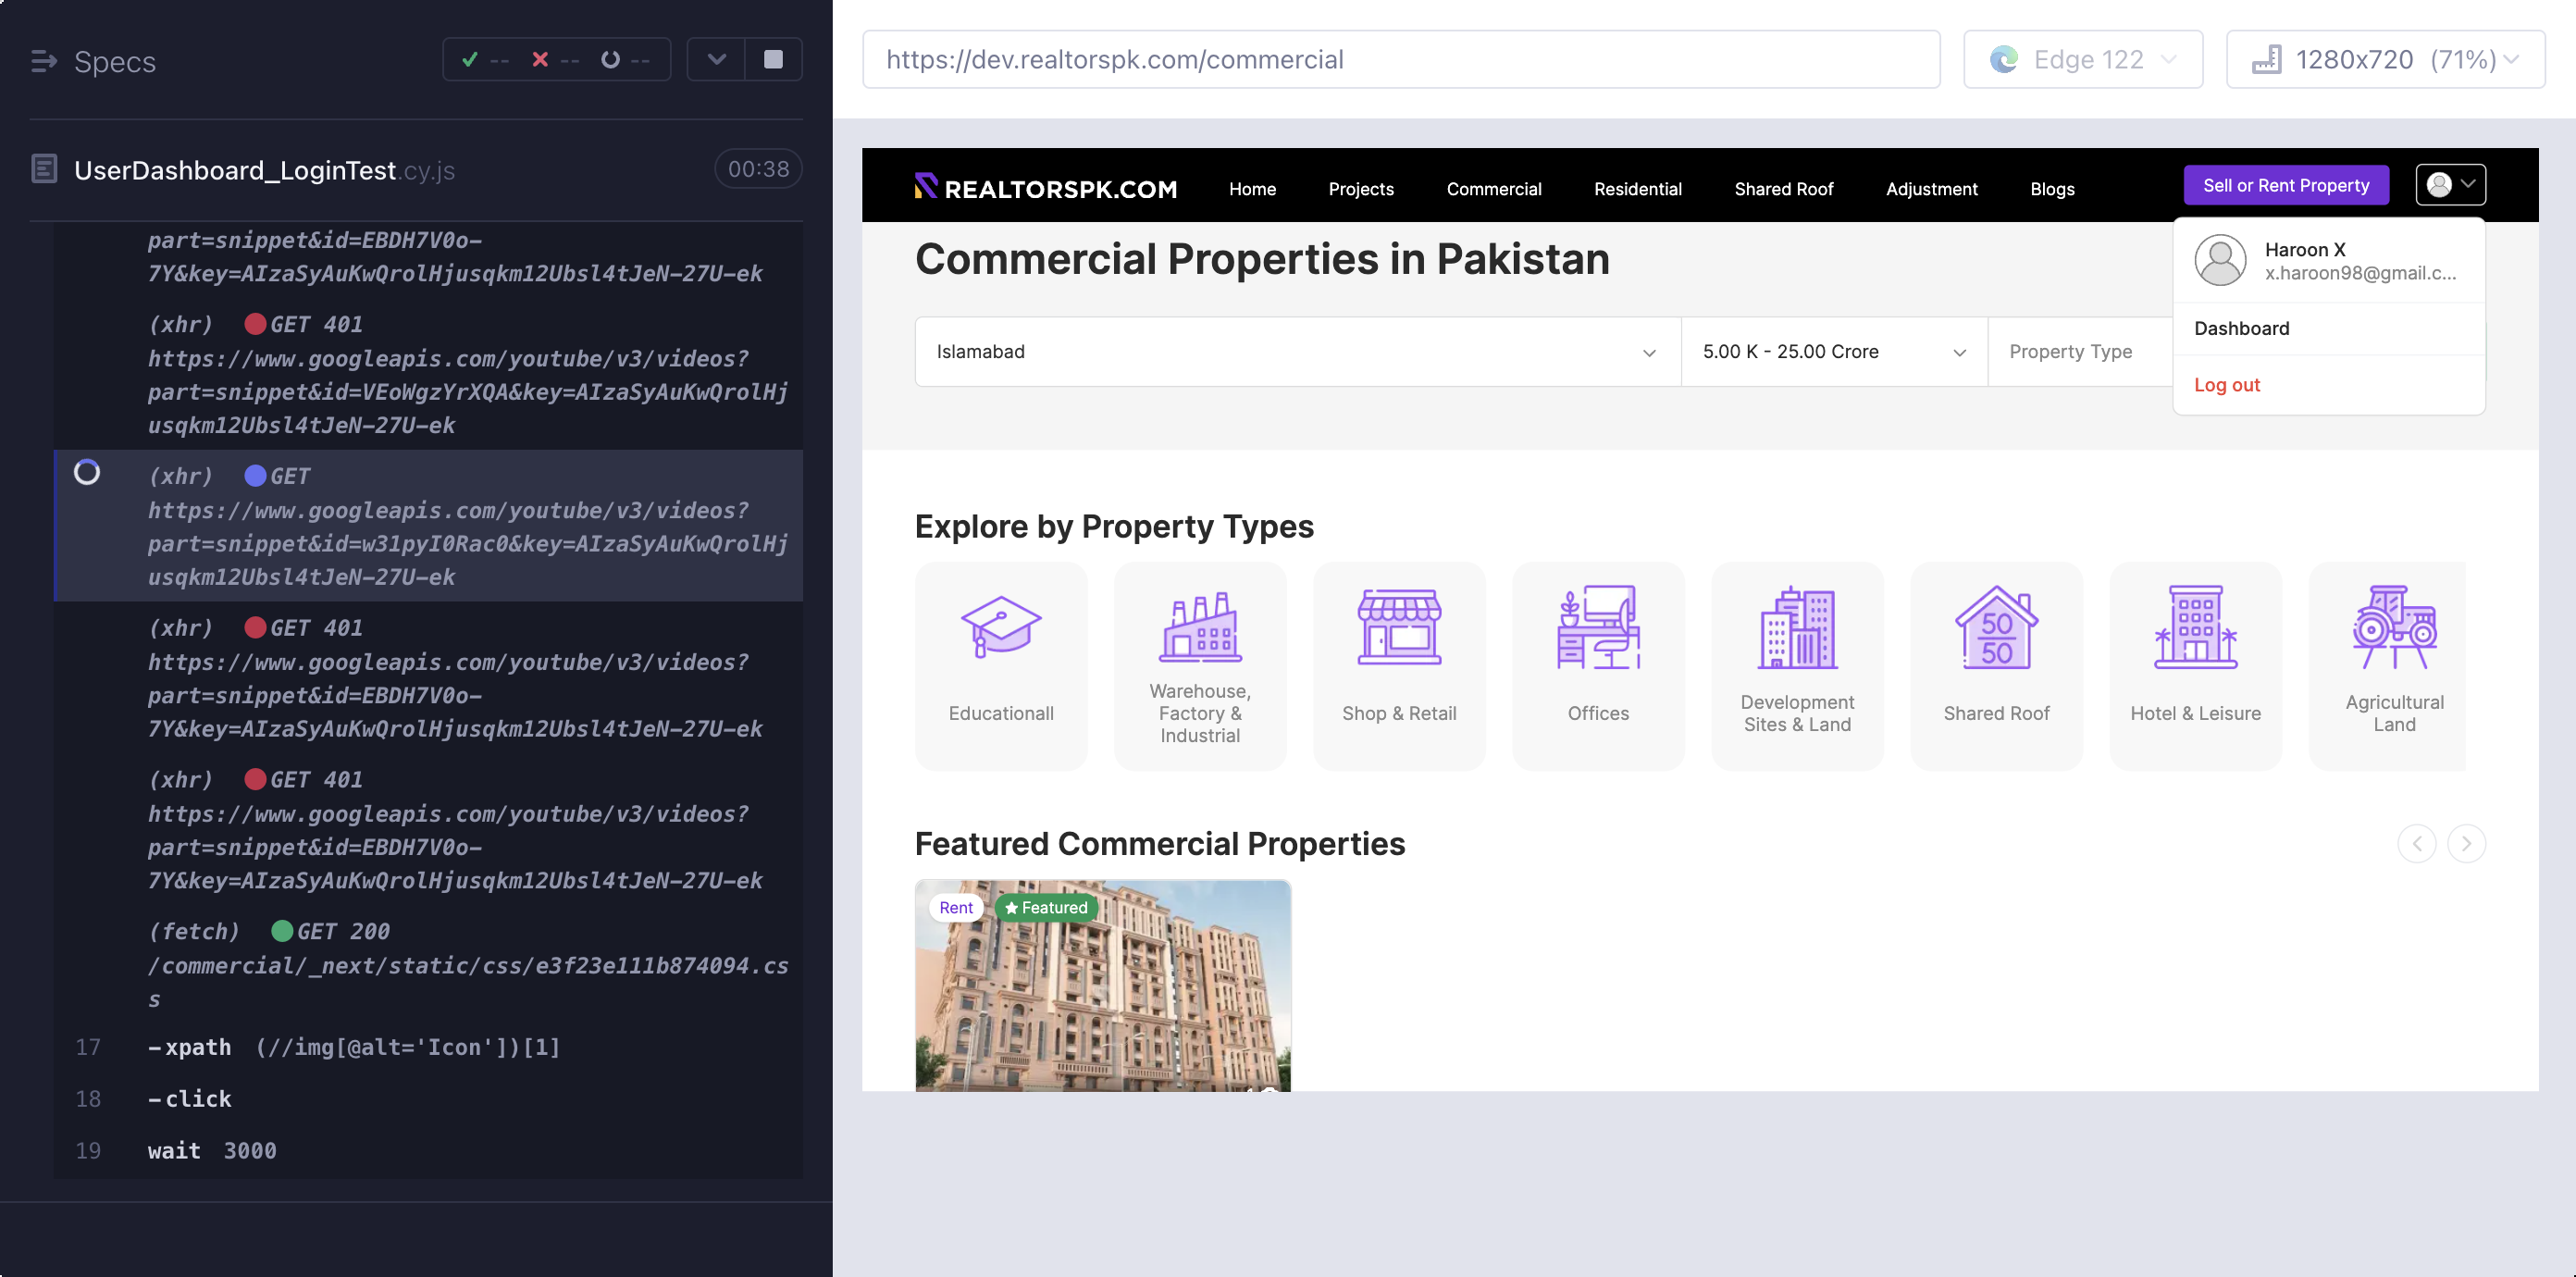 Specs
-- -- --
UserDashboard_LoginTest.cy.js
00:38
part=snippet&id=EBDH7V0o-
7Y&key=AIzaSyAuKwQrolHjusqkm12Ubsl4tJeN-27U-ek
(xhr) GET 401
https://www.googleapis.com/youtube/v3/videos?
part=snippet&id=VEoWgzYrXQA&key=AIzaSyAuKwQrolHj
usqkm12Ubsl4tJeN-27U-ek
(xhr) GET
https://www.googleapis.com/youtube/v3/videos?
part=snippet&id=w31pyI0Rac0&key=AIzaSyAuKwQrolHj
usqkm12Ubsl4tJeN-27U-ek
(xhr) GET 401
https://www.googleapis.com/youtube/v3/videos?
part=snippet&id=EBDH7V0o-
7Y&key=AIzaSyAuKwQrolHjusqkm12Ubsl4tJeN-27U-ek
(xhr) GET 401
https://www.googleapis.com/youtube/v3/videos?
part=snippet&id=EBDH7V0o-
7Y&key=AIzaSyAuKwQrolHjusqkm12Ubsl4tJeN-27U-ek
(fetch) GET 200
/commercial/_next/static/css/e3f23e111b874094.cs
s
17 -xpath (//img[@alt='Icon'])[1]
18 -click
19 wait 3000
https://dev.realtorspk.com/commercial
Edge 122
1280x720 (71%)
REALTORSPK.COM
Home
Projects
Commercial
Residential
Shared Roof
Adjustment
Blogs
Sell or Rent Property
Haroon X
x.haroon98@gmail.c...
Dashboard
Log out
Commercial Properties in Pakistan
Islamabad
5.00 K - 25.00 Crore
Property Type
Explore by Property Types
Educationall
Warehouse,
Factory &
Industrial
Shop & Retail
Offices
Development
Sites & Land
50
50
Shared Roof
Hotel & Leisure
Agricultural
Land
Featured Commercial Properties
Rent
Featured